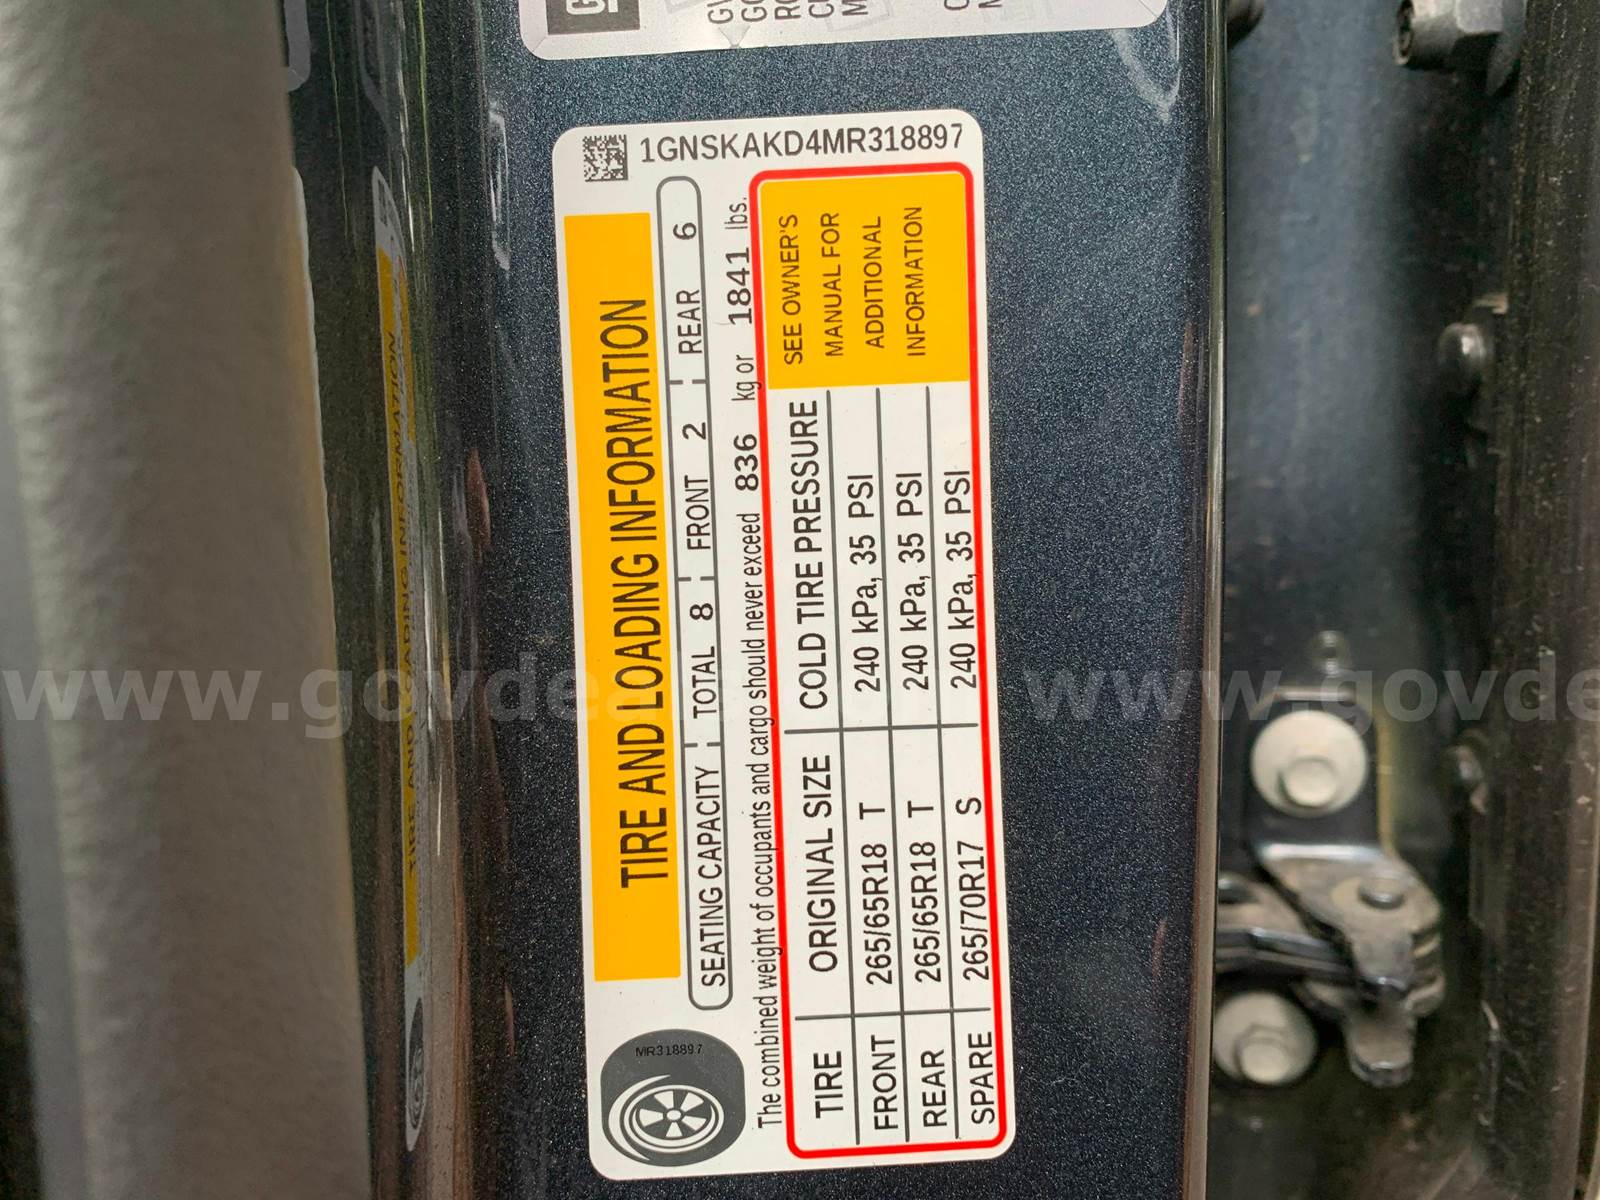 1GNSKAKD4MR318897
TIRE AND LOADING INFORMATION
SEATING CAPACITY TOTAL 8 FRONT 2 REAR 6
The combined weight of occupants and cargo should never exceed 836 kg or 1841 lbs.
TIRE ORIGINAL SIZE COLD TIRE PRESSURE
FRONT 265/65R18 T 240 kPa, 35 PSI
REAR 265/65R18 T 240 kPa, 35 PSI
SPARE 265/70R17 S 240 kPa, 35 PSI
SEE OWNER'S
MANUAL FOR
ADDITIONAL
INFORMATION
MR318897
TIRE AND LOADING INFORMATION
www.govdeals
www.govde